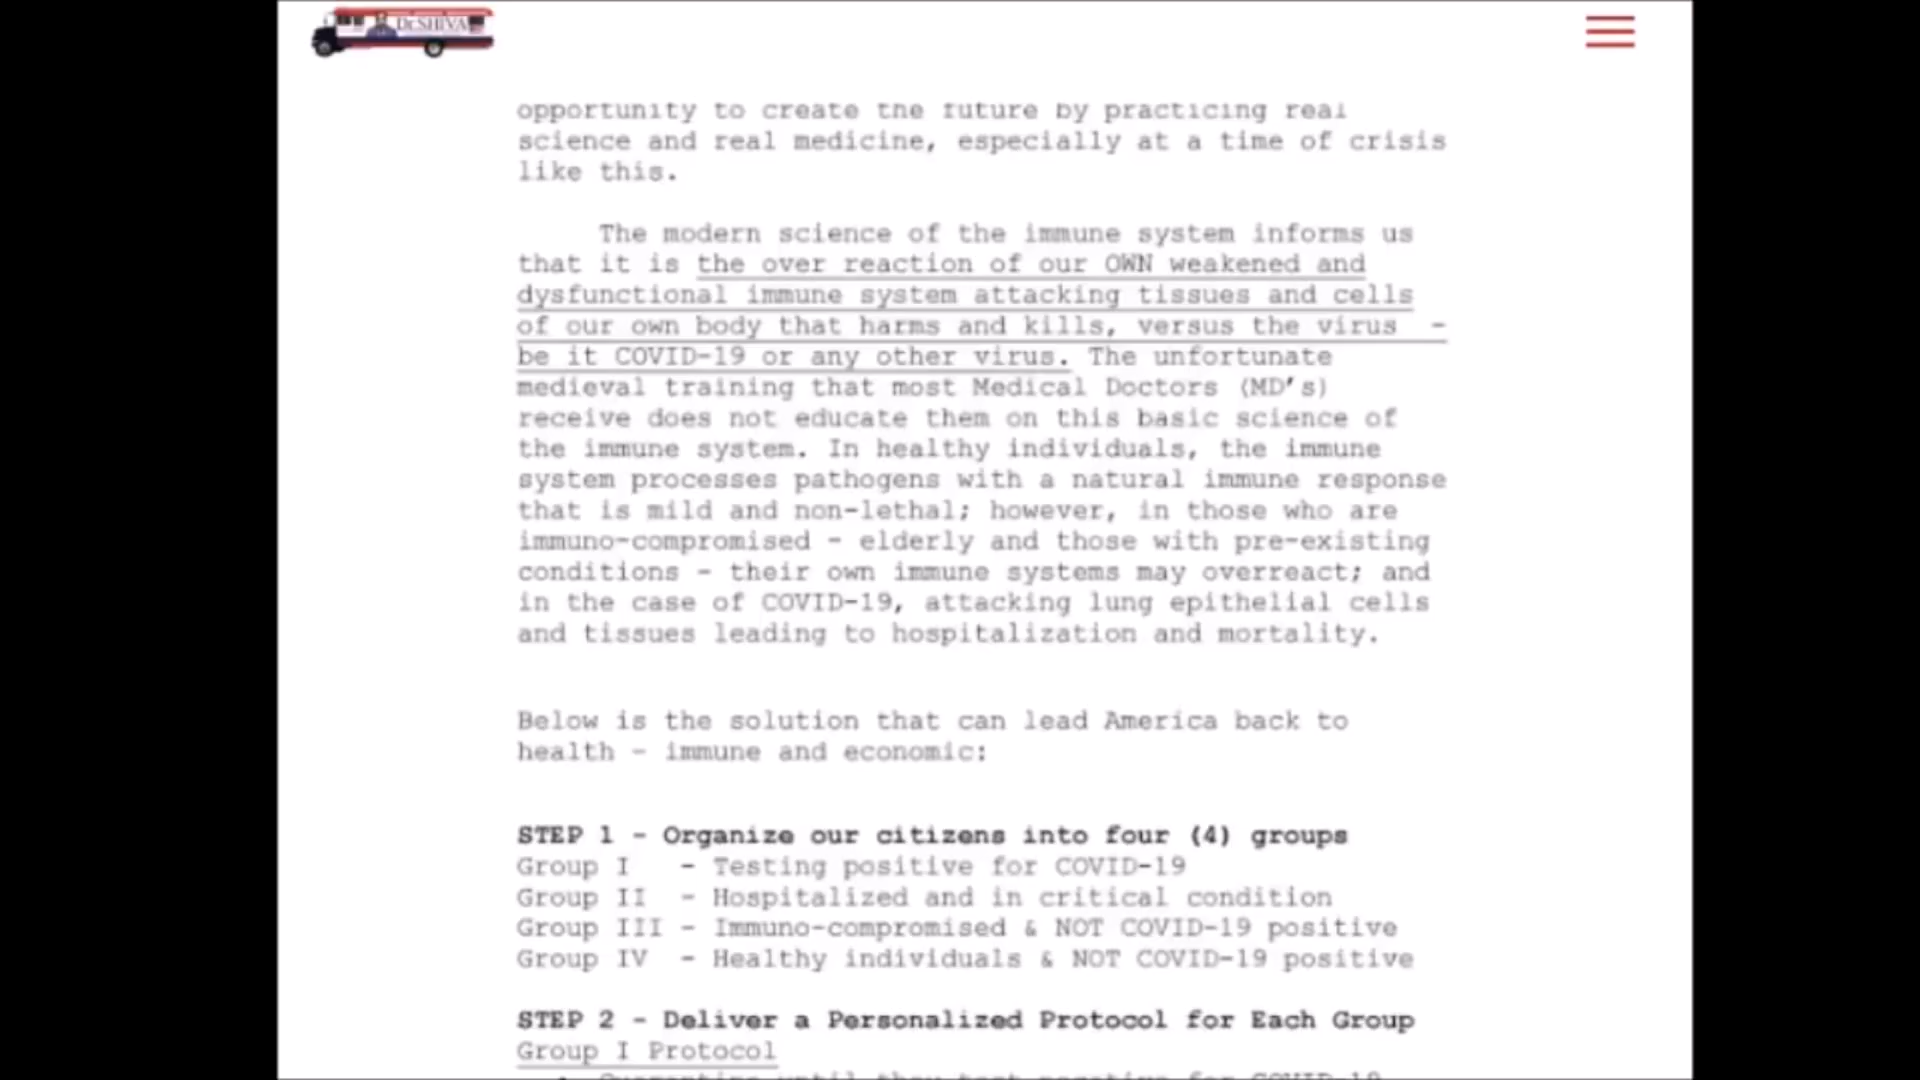 Dr.SHIVA
opportunity to create the future by practicing real
science and real medicine, especially at a time of crisis
like this.
The modern science of the immune system informs us
that it is the over reaction of our OWN weakened and
dysfunctional immune system attacking tissues and cells
of our own body that harms and kills, versus the virus -
be it COVID-19 or any other virus. The unfortunate
medieval training that most Medical Doctors (MD's)
receive does not educate them on this basic science of
the immune system. In healthy individuals, the immune
system processes pathogens with a natural immune response
that is mild and non-lethal; however, in those who are
immuno-compromised - elderly and those with pre-existing
conditions - their own immune systems may overreact; and
in the case of COVID-19, attacking lung epithelial cells
and tissues leading to hospitalization and mortality.
Below is the solution that can lead America back to
health - immune and economic:
STEP 1 - Organize our citizens into four (4) groups
Group I - Testing positive for COVID-19
Group II - Hospitalized and in critical condition
Group III - Immuno-compromised & NOT COVID-19 positive
Group IV - Healthy individuals & NOT COVID-19 positive
STEP 2 - Deliver a Personalized Protocol for Each Group
Group I Protocol
• Quarantine until they test negative for COVID-19